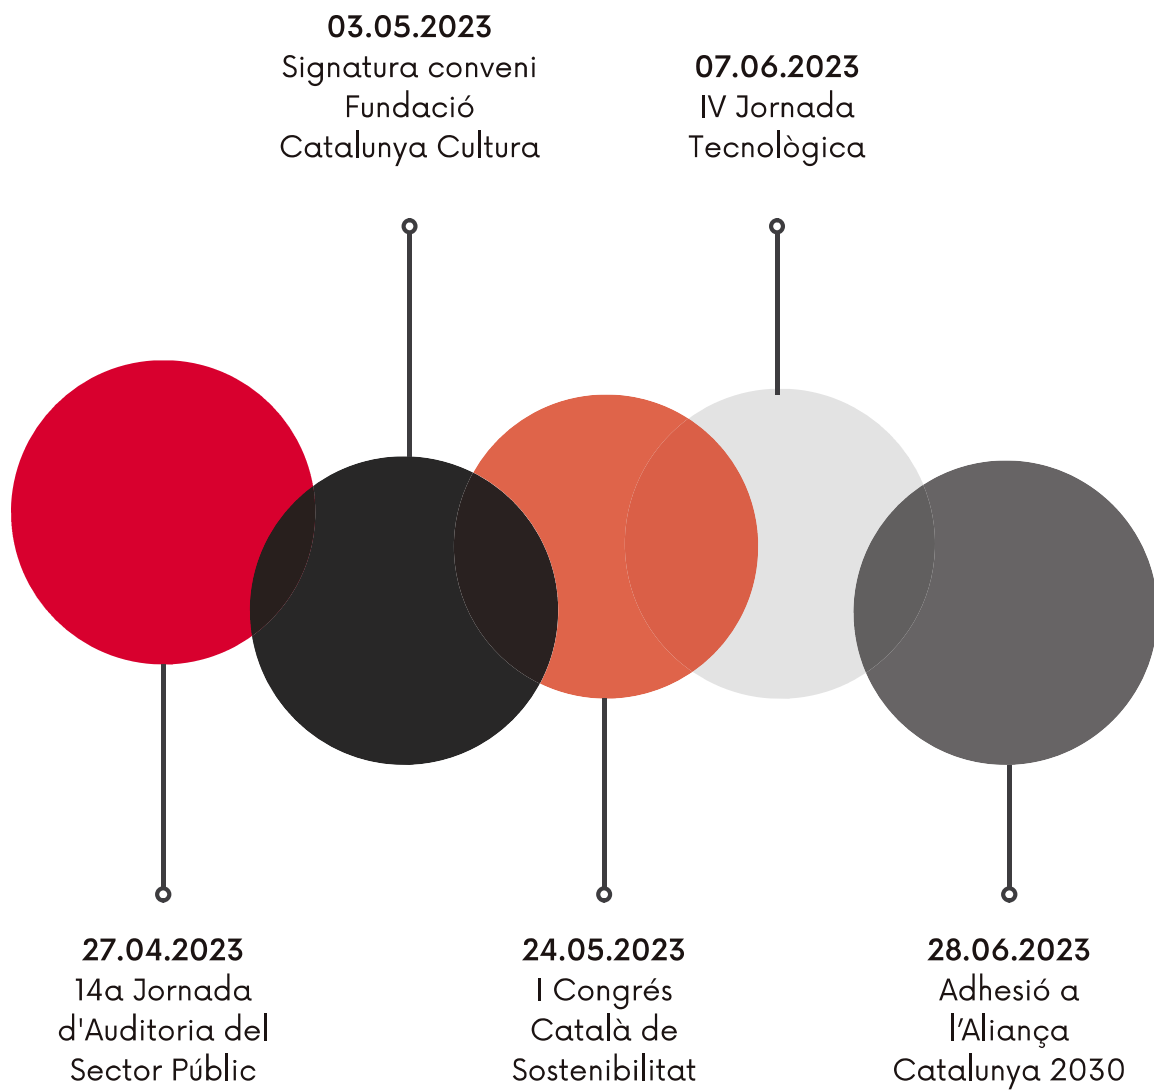 03.05.2023
Signatura conveni
Fundació
Catalunya Cultura
07.06.2023
IV Jornada
Tecnològica
27.04.2023
14a Jornada
d'Auditoria del
Sector Públic
24.05.2023
I Congrés
Català de
Sostenibilitat
28.06.2023
Adhesió a
l'Aliança
Catalunya 2030